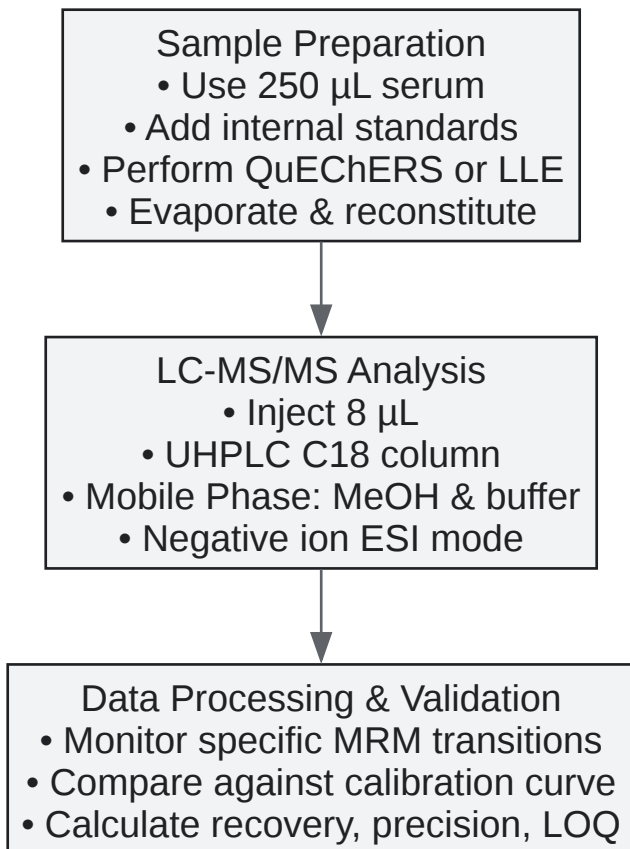 Sample Preparation
• Use 250 µL serum
• Add internal standards
• Perform QuEChERS or LLE
• Evaporate & reconstitute
LC-MS/MS Analysis
• Inject 8 µL
• UHPLC C18 column
• Mobile Phase: MeOH & buffer
• Negative ion ESI mode
Data Processing & Validation
• Monitor specific MRM transitions
• Compare against calibration curve
• Calculate recovery, precision, LOQ